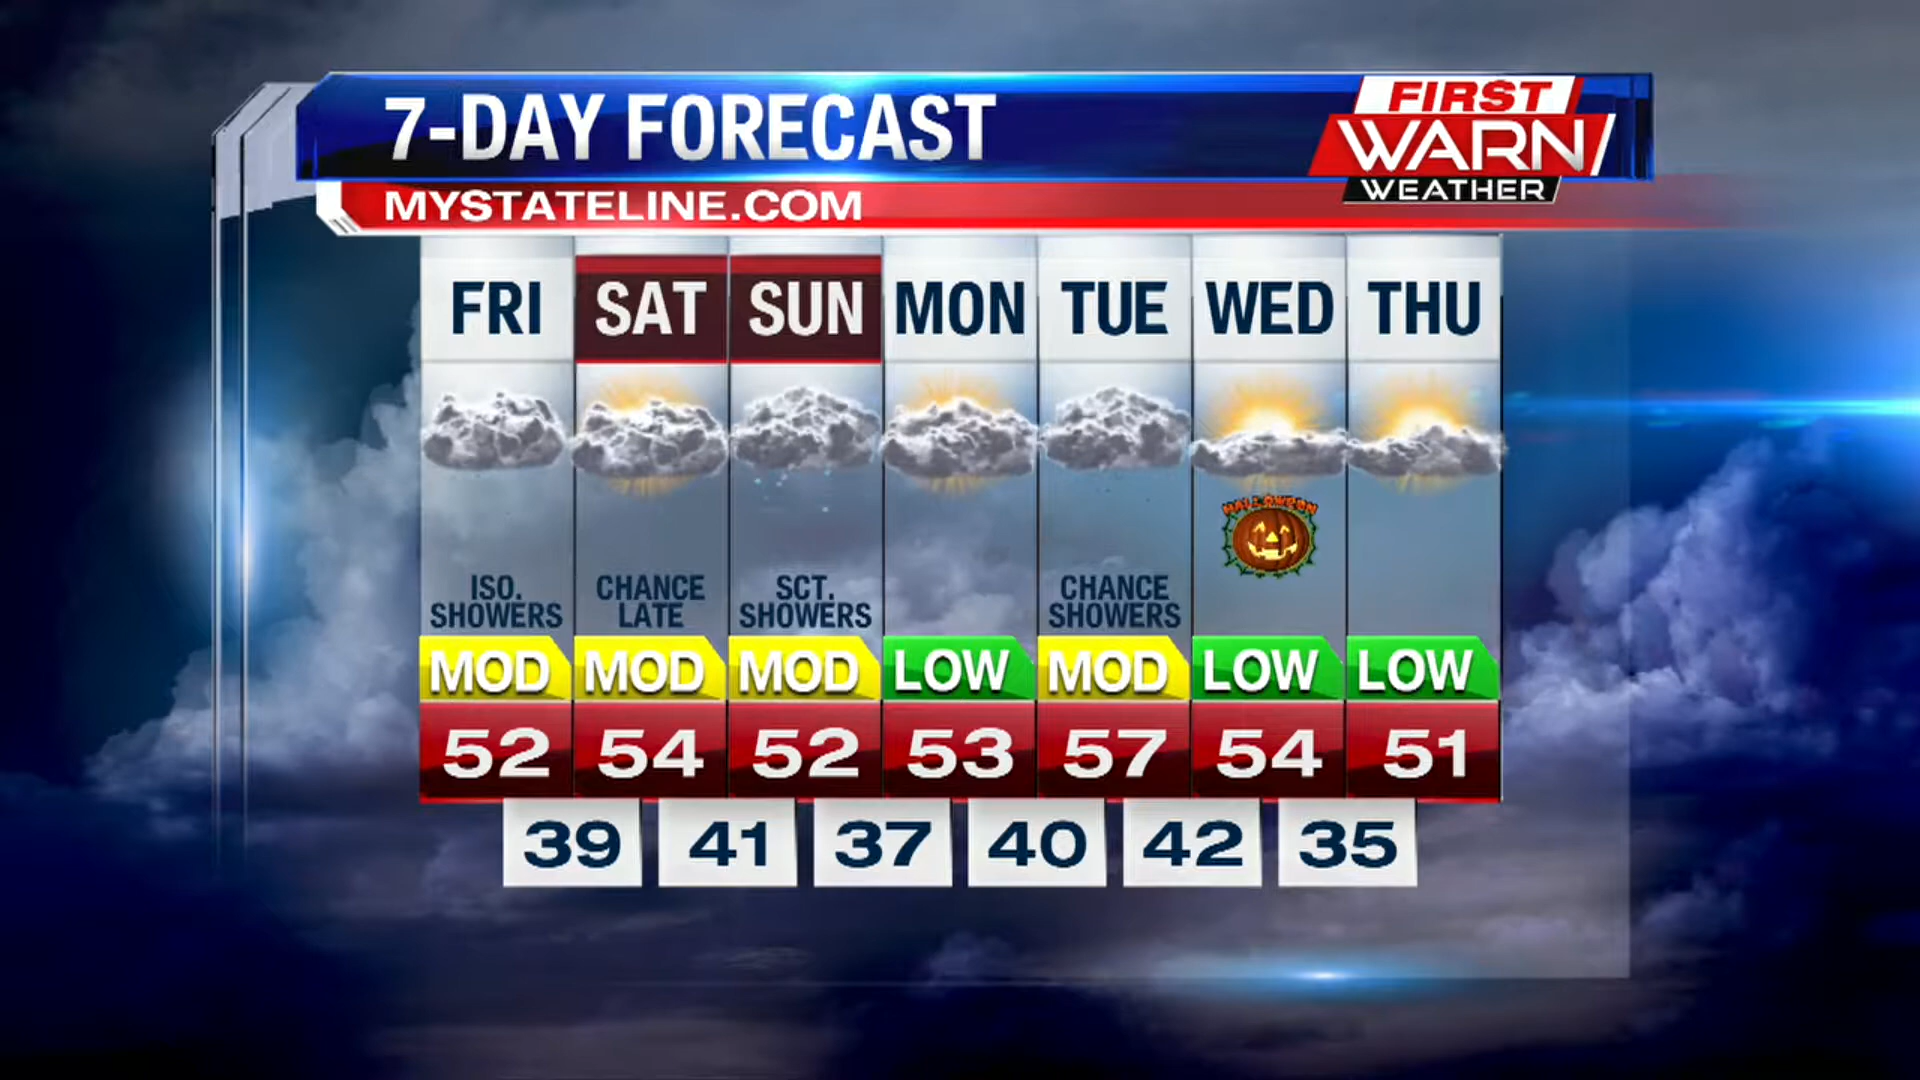 7-DAY FORECAST
MYSTATELINE.COM
FIRST
WARN
WEATHER
FRI SAT SUN MON TUE WED THU
HALLOWEEN
ISO. CHANCE SCT. CHANCE
SHOWERS LATE SHOWERS SHOWERS
MOD MOD MOD LOW MOD LOW LOW
52 54 52 53 57 54 51
39 41 37 40 42 35